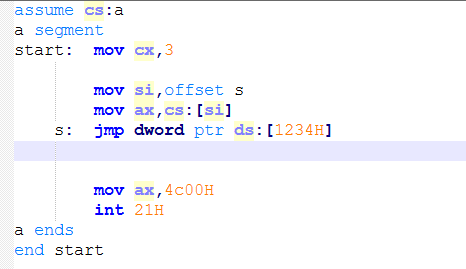 assume cs:a
a segment
start:  mov cx,3
mov si,offset s
mov ax,cs:[si]
s:  jmp dword ptr ds:[1234H]
mov ax,4c00H
int 21H
a ends
end start